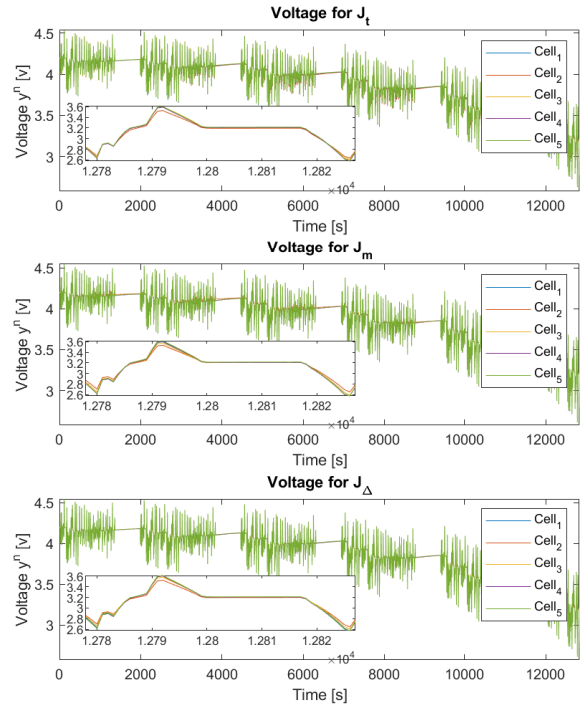 Voltage for J_t
Voltage yⁿ [v]
4.5
4
3.5
3
Cell_1
Cell_2
Cell_3
Cell_4
Cell_5
3.6
3.4
3.2
3
2.8
2.6
1.278 1.279 1.28 1.281 1.282
×10⁴
0 2000 4000 6000 8000 10000 12000
Time [s]
Voltage for J_m
Voltage yⁿ [v]
4.5
4
3.5
3
Cell_1
Cell_2
Cell_3
Cell_4
Cell_5
3.6
3.4
3.2
3
2.8
2.6
1.278 1.279 1.28 1.281 1.282
×10⁴
0 2000 4000 6000 8000 10000 12000
Time [s]
Voltage for J_Δ
Voltage yⁿ [v]
4.5
4
3.5
3
Cell_1
Cell_2
Cell_3
Cell_4
Cell_5
3.6
3.4
3.2
3
2.8
2.6
1.278 1.279 1.28 1.281 1.282
×10⁴
0 2000 4000 6000 8000 10000 12000
Time [s]